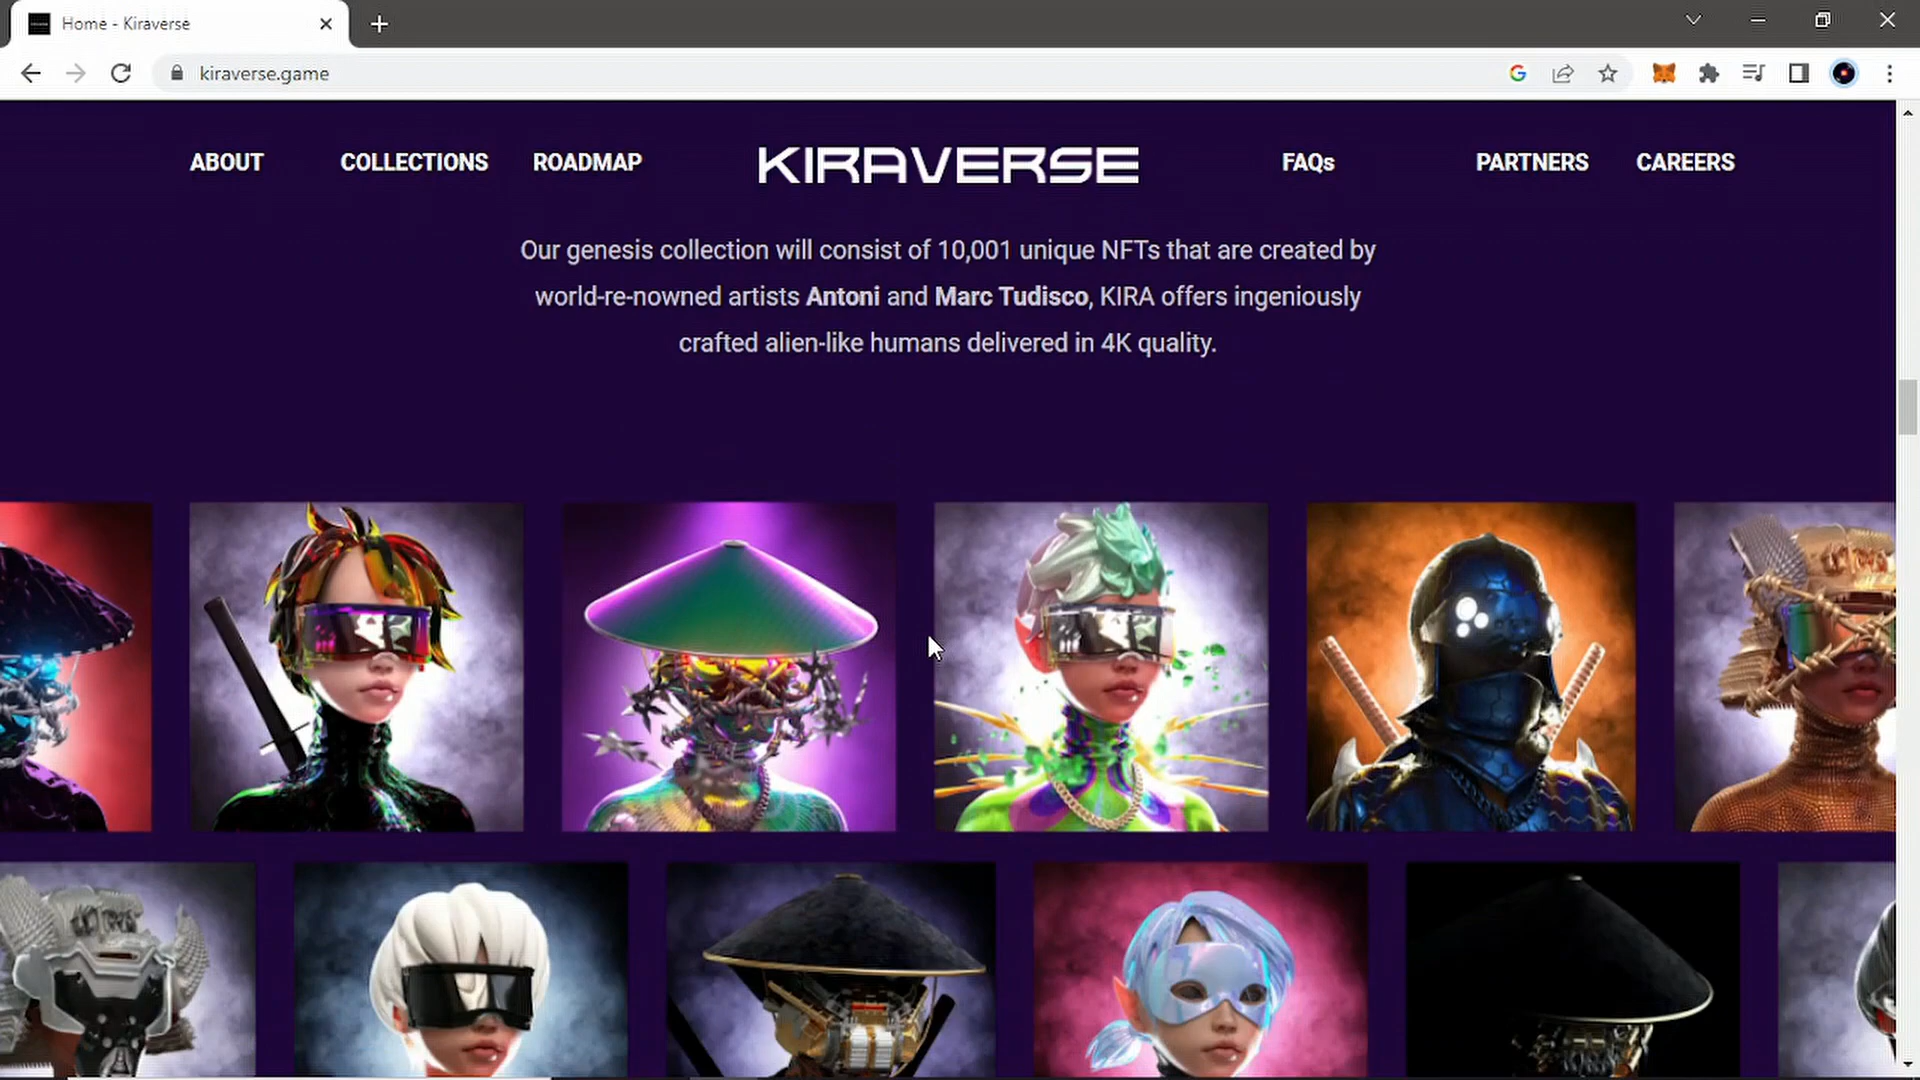 Home - Kiraverse
kiraverse.game
ABOUT COLLECTIONS ROADMAP KIRAVERSE FAQs PARTNERS CAREERS
Our genesis collection will consist of 10,001 unique NFTs that are created by
world-re-nowned artists Antoni and Marc Tudisco, KIRA offers ingeniously
crafted alien-like humans delivered in 4K quality.